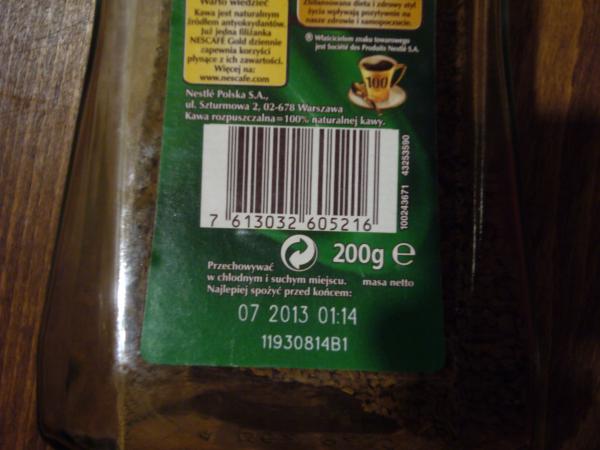 Warto wiedzieć
Kawa jest naturalnym
źródłem antyoksydantów.
Już jedna filiżanka
NESCAFÉ Gold dziennie
zapewnia korzyści
płynące z ich zawartości.
Więcej na:
www.nescafe.com
Zbilansowana dieta i zdrowy styl
życia wpływają pozytywnie na
nasze zdrowie i samopoczucie.
® Właścicielem znaku towarowego
jest Société des Produits Nestlé S.A.
100
Nestlé Polska S.A.,
ul. Szturmowa 2, 02-678 Warszawa
Kawa rozpuszczalna=100% naturalnej kawy.
7 613032 605216
100243671 43253590
200g e
masa netto
Przechowywać
w chłodnym i suchym miejscu.
Najlepiej spożyć przed końcem:
07 2013 01:14
11930814B1